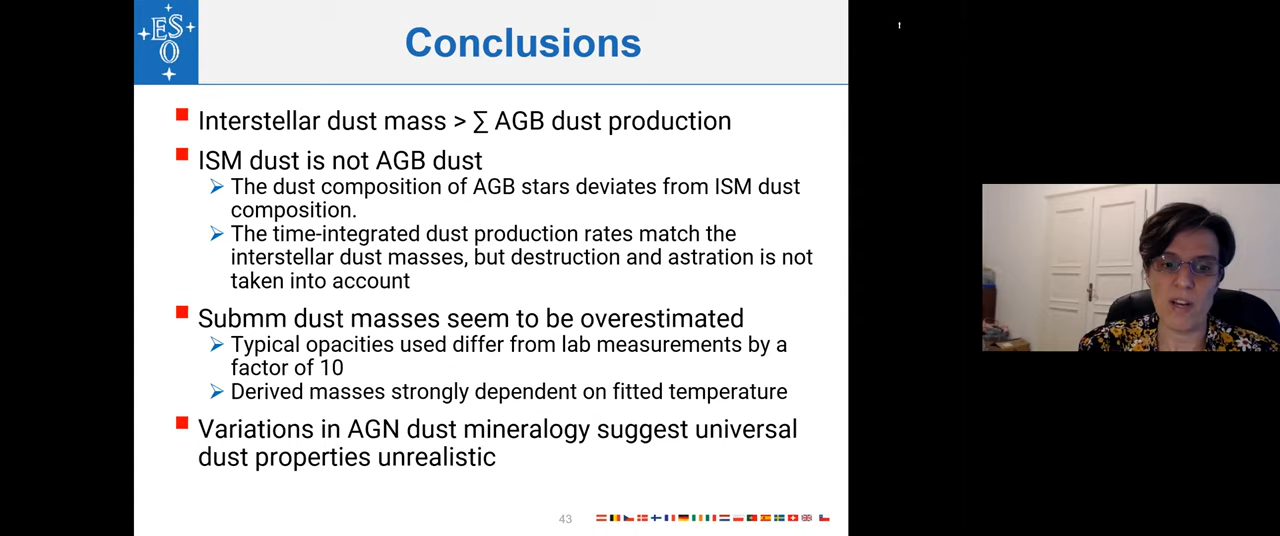 ES
O
Conclusions
Interstellar dust mass > ∑ AGB dust production
ISM dust is not AGB dust
The dust composition of AGB stars deviates from ISM dust
composition.
The time-integrated dust production rates match the
interstellar dust masses, but destruction and astration is not
taken into account
Submm dust masses seem to be overestimated
Typical opacities used differ from lab measurements by a
factor of 10
Derived masses strongly dependent on fitted temperature
Variations in AGN dust mineralogy suggest universal
dust properties unrealistic
43